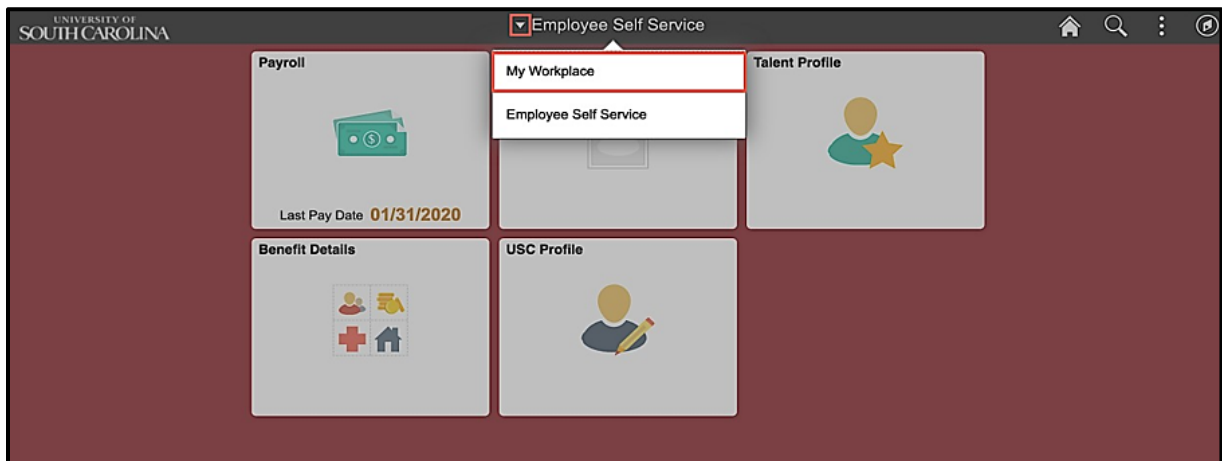 UNIVERSITY OF
SOUTH CAROLINA
Employee Self Service
My Workplace
Employee Self Service
Payroll
Last Pay Date 01/31/2020
Talent Profile
Benefit Details
USC Profile